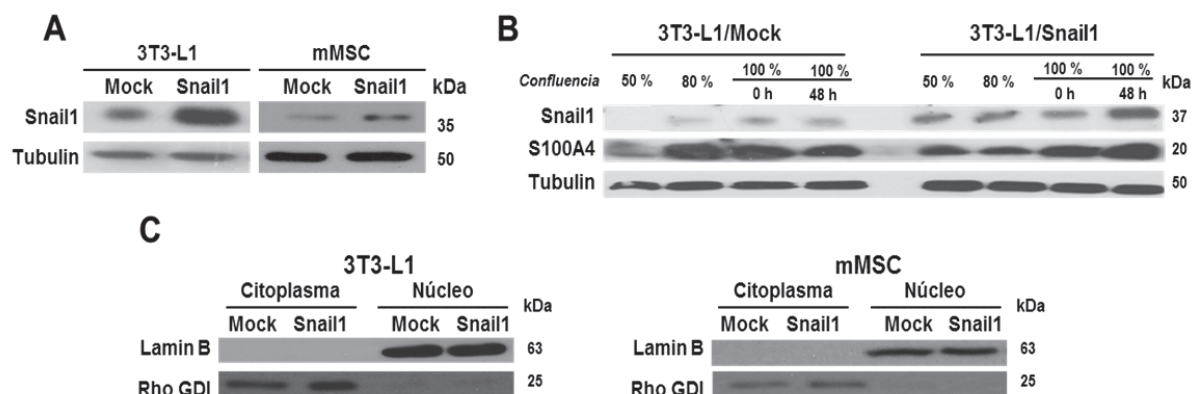 A
3T3-L1 mMSC
Mock Snail1 Mock Snail1 kDa
Snail1 35
Tubulin 50
B
3T3-L1/Mock 3T3-L1/Snail1
Confluencia 50 % 80 % 100 % 100 % 50 % 80 % 100 % 100 % kDa
0 h 48 h 0 h 48 h
Snail1 37
S100A4 20
Tubulin 50
C
3T3-L1
Citoplasma Núcleo kDa
Mock Snail1 Mock Snail1
Lamin B 63
Rho GDI 25
mMSC
Citoplasma Núcleo kDa
Mock Snail1 Mock Snail1
Lamin B 63
Rho GDI 25